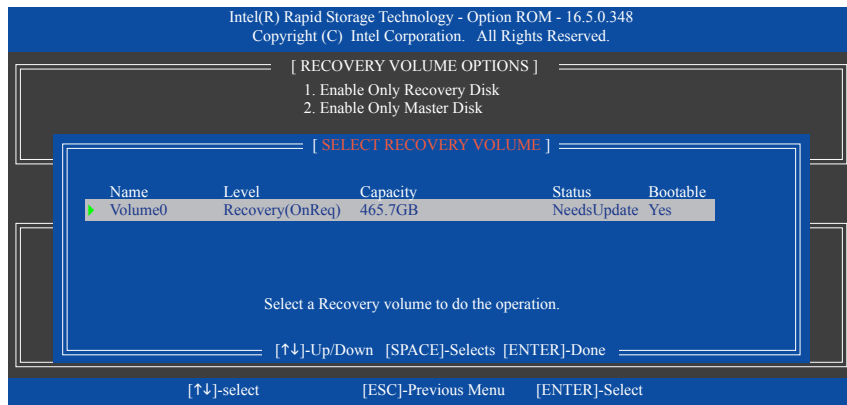 Intel(R) Rapid Storage Technology - Option ROM - 16.5.0.348
Copyright (C) Intel Corporation. All Rights Reserved.
[ RECOVERY VOLUME OPTIONS ]
1. Enable Only Recovery Disk
2. Enable Only Master Disk
[ SELECT RECOVERY VOLUME ]
Name Level Capacity Status Bootable
Volume0 Recovery(OnReq) 465.7GB NeedsUpdate Yes
Select a Recovery volume to do the operation.
[↑↓]-Up/Down [SPACE]-Selects [ENTER]-Done
[↑↓]-select [ESC]-Previous Menu [ENTER]-Select